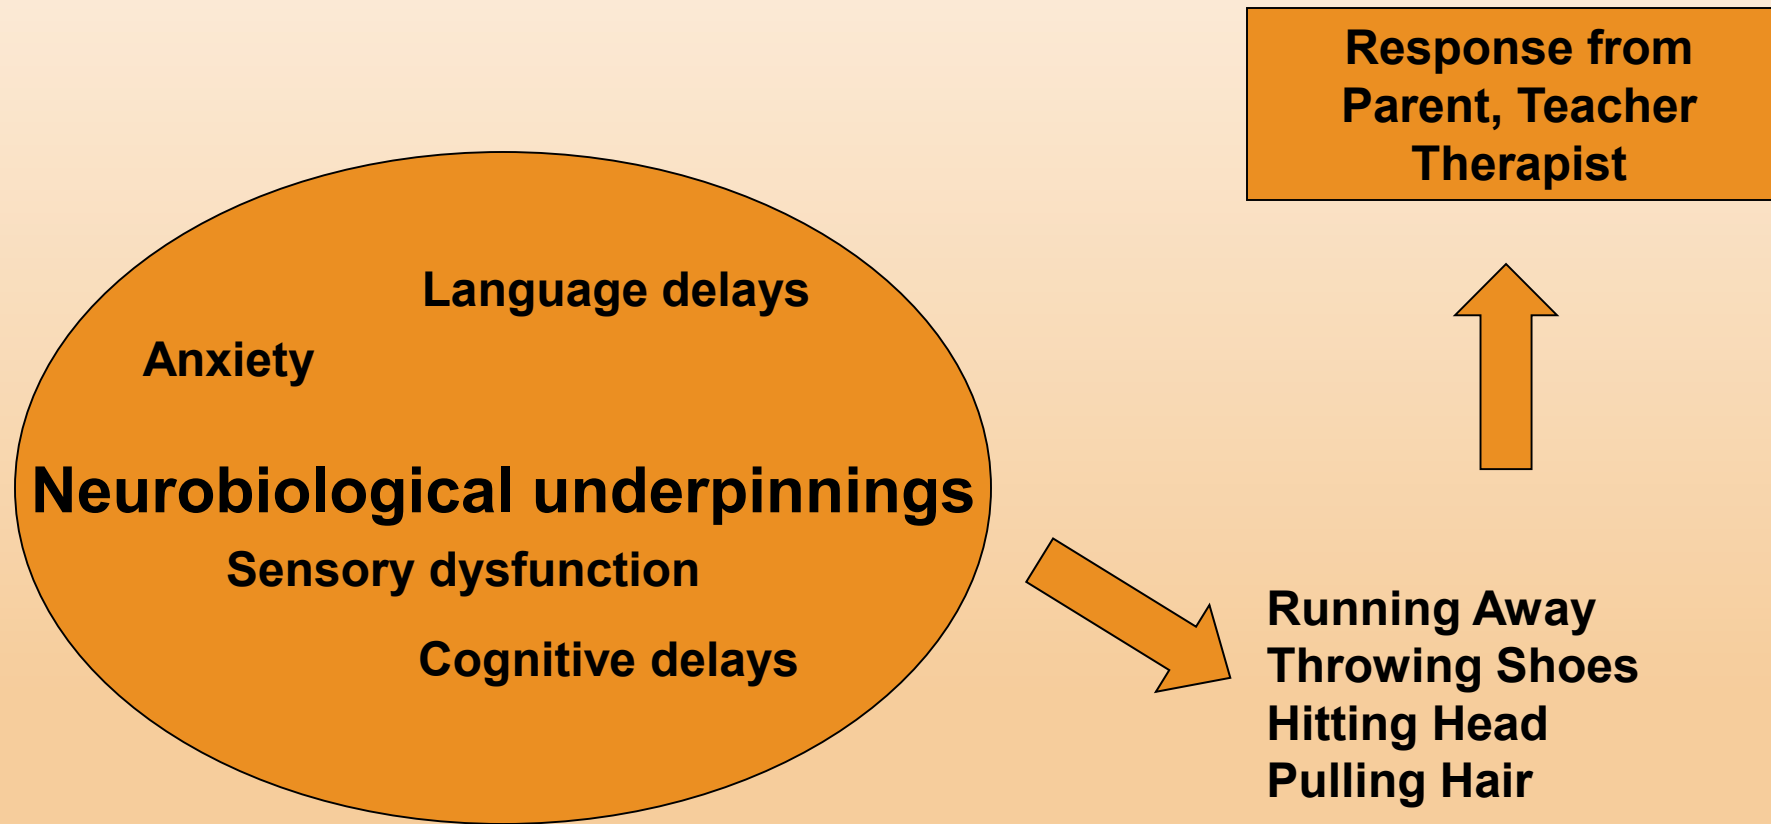 Response from
Parent, Teacher
Therapist
Language delays
Anxiety
Neurobiological underpinnings
Sensory dysfunction
Cognitive delays
Running Away
Throwing Shoes
Hitting Head
Pulling Hair